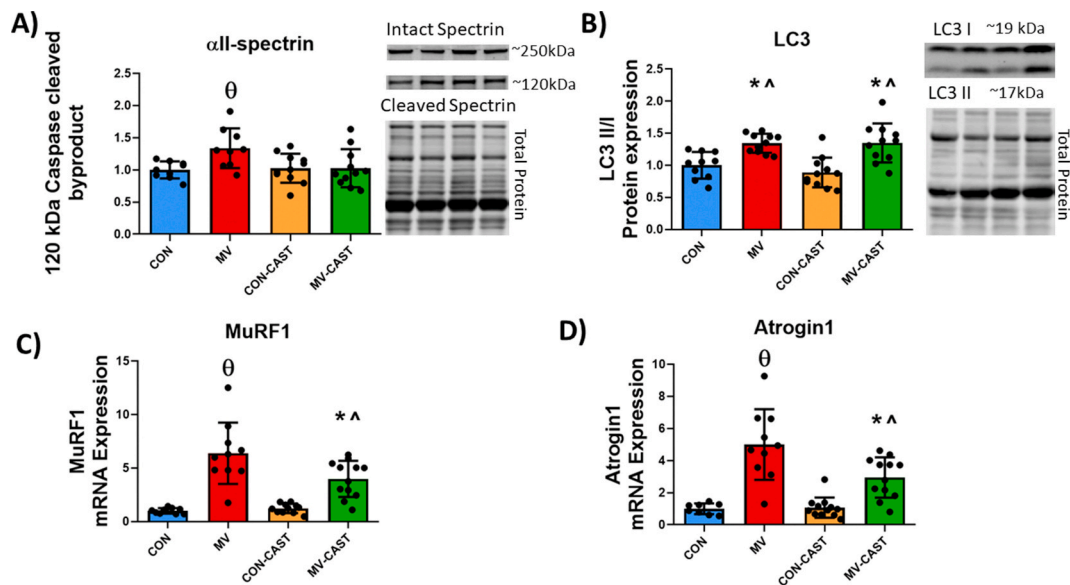 A)
αII-spectrin
120 kDa Caspase cleaved
byproduct
2.5
2.0
1.5
1.0
0.5
0.0
θ
CON
MV
CON-CAST
MV-CAST
Intact Spectrin
~250kDa
~120kDa
Cleaved Spectrin
Total Protein
B)
LC3
LC3 II/I
Protein expression
2.5
2.0
1.5
1.0
0.5
0.0
* ^
* ^
CON
MV
CON-CAST
MV-CAST
LC3 I ~19 kDa
LC3 II ~17kDa
Total Protein
C)
MuRF1
MuRF1
mRNA Expression
15
10
5
0
θ
* ^
CON
MV
CON-CAST
MV-CAST
D)
Atrogin1
Atrogin1
mRNA Expression
10
8
6
4
2
0
θ
* ^
CON
MV
CON-CAST
MV-CAST